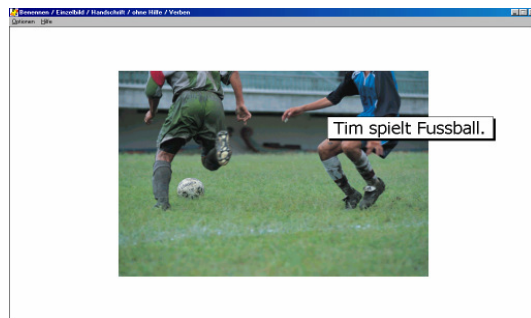 Benennen / Einzelbild / Handschrift / ohne Hilfe / Verben
Optionen Hilfe
Tim spielt Fussball.